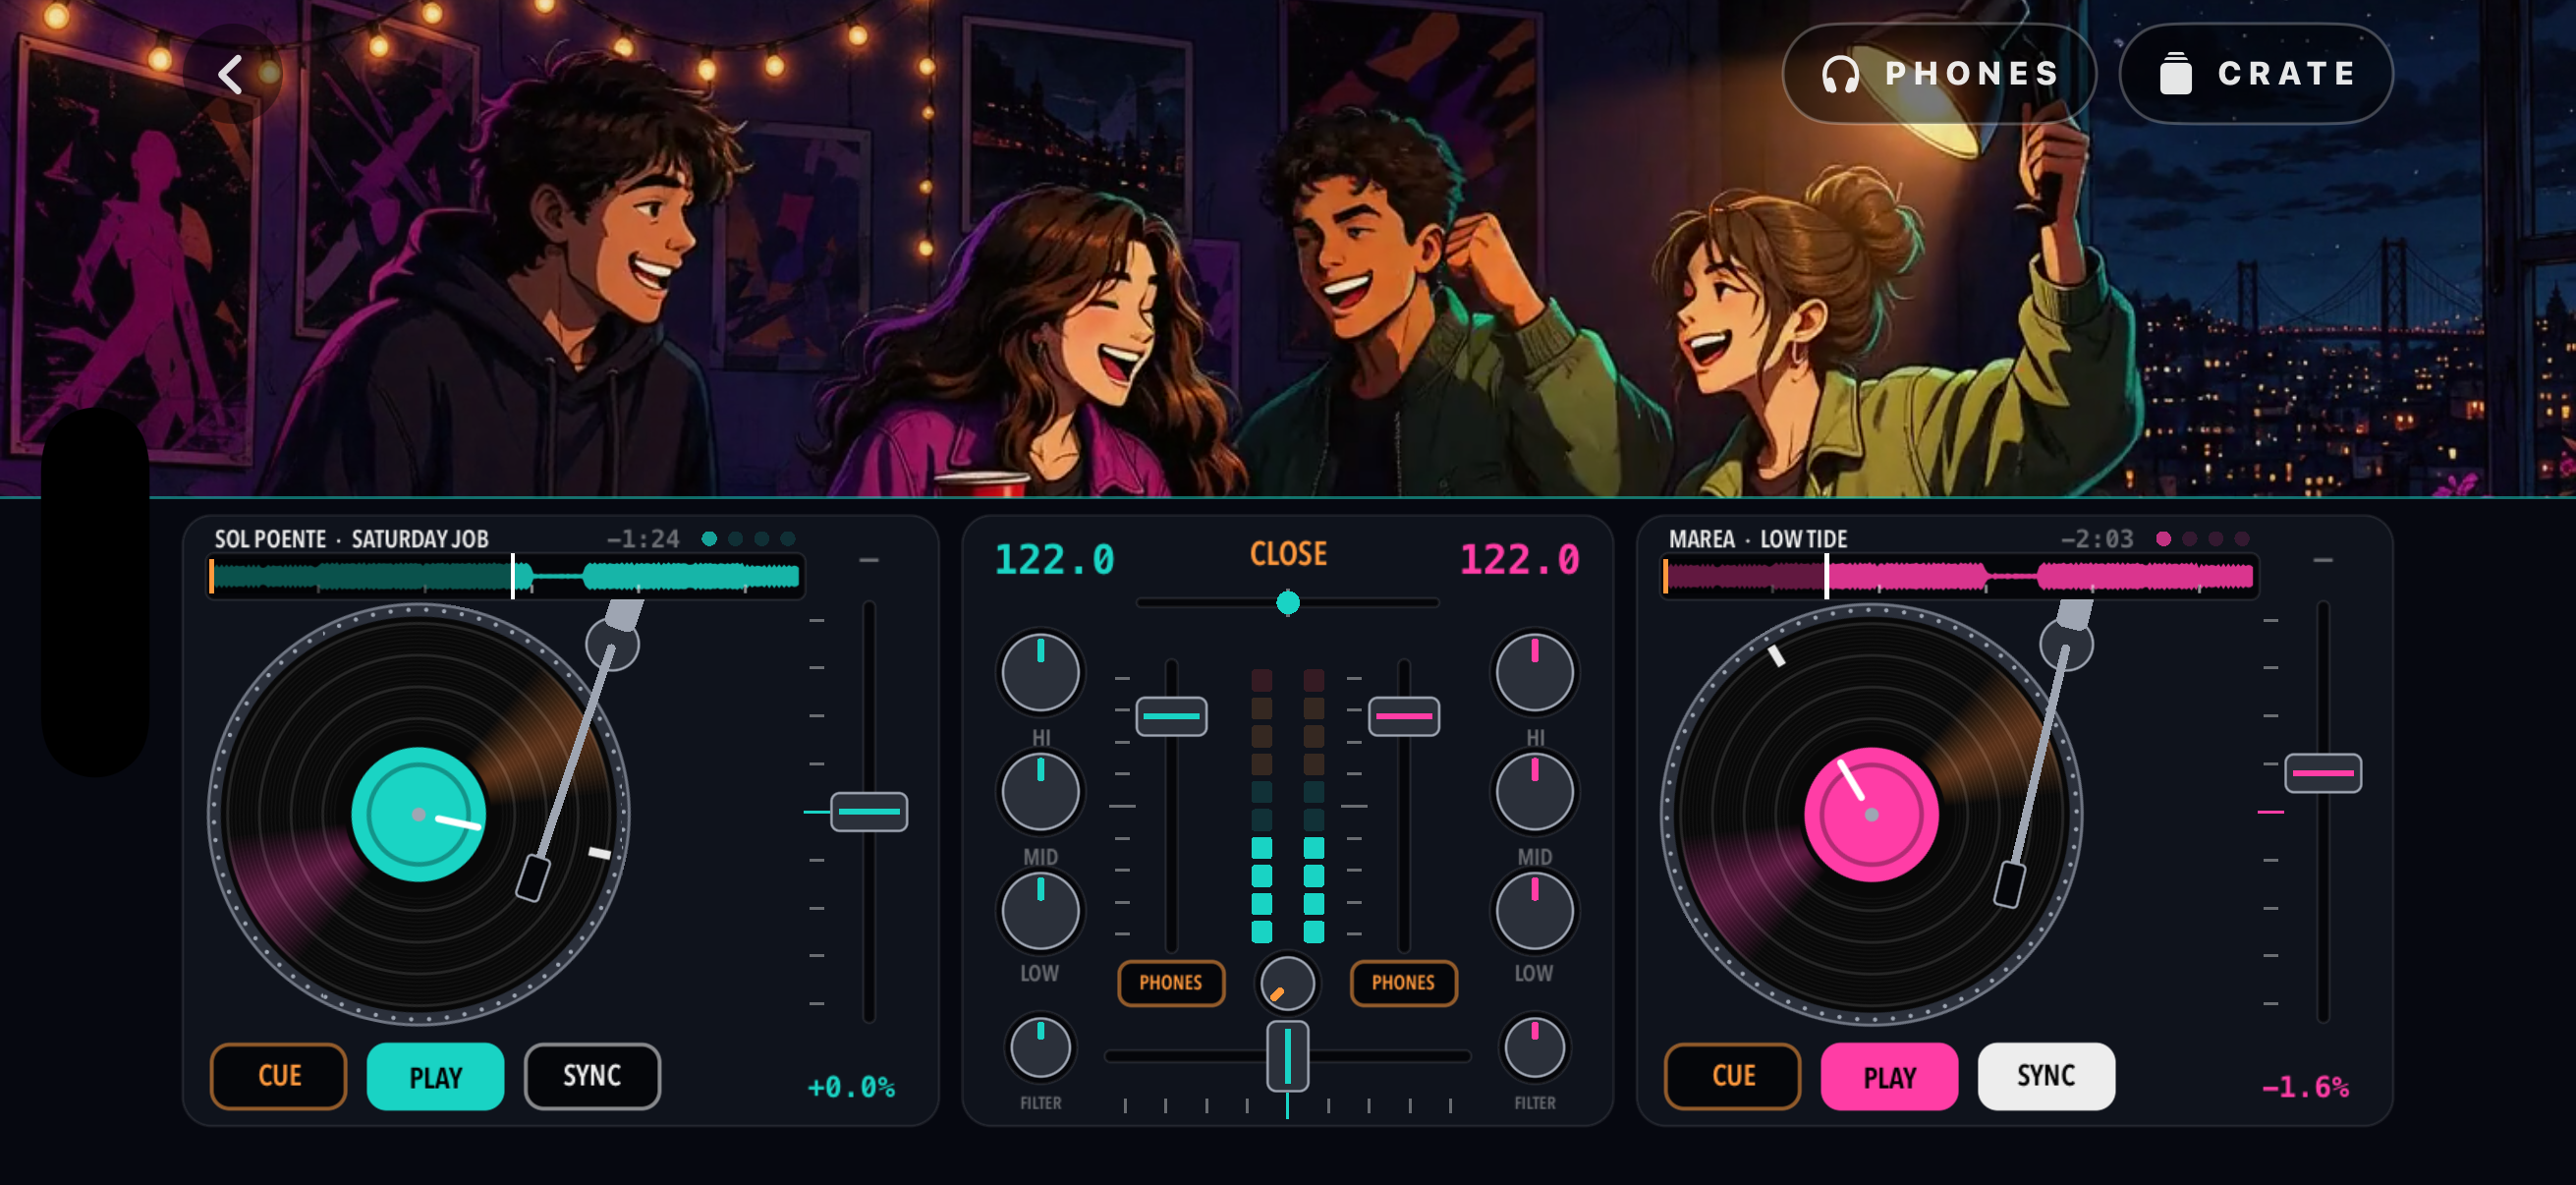 PHONES
CRATE
SOL POENTE · SATURDAY JOB
−1:24
122.0
CLOSE
122.0
MAREA · LOW TIDE
−2:03
HI
HI
MID
MID
LOW
LOW
PHONES
PHONES
FILTER
FILTER
CUE
PLAY
SYNC
+0.0%
CUE
PLAY
SYNC
−1.6%